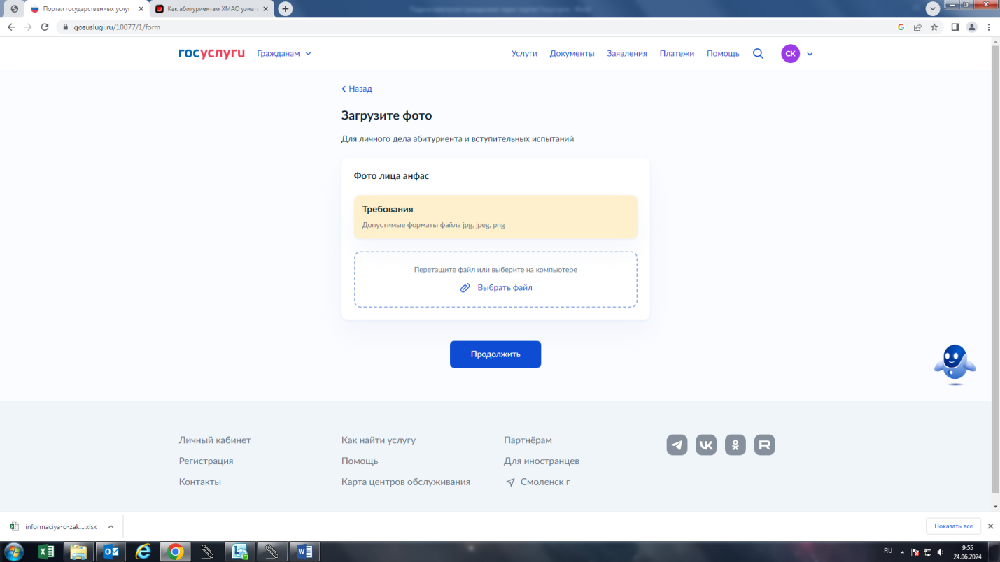 Портал государственных услуг
Как абитуриентам ХМАО узнат
gosuslugi.ru/10077/1/form
госуслуги
Гражданам
Услуги
Документы
Заявления
Платежи
Помощь
СК
Назад
Загрузите фото
Для личного дела абитуриента и вступительных испытаний
Фото лица анфас
Требования
Допустимые форматы файла jpg, jpeg, png
Перетащите файл или выберите на компьютере
Выбрать файл
Продолжить
Личный кабинет
Регистрация
Контакты
Как найти услугу
Помощь
Карта центров обслуживания
Партнёрам
Для иностранцев
Смоленск г
informaciya-o-zak....xlsx
Показать все
RU
9:55
24.06.2024